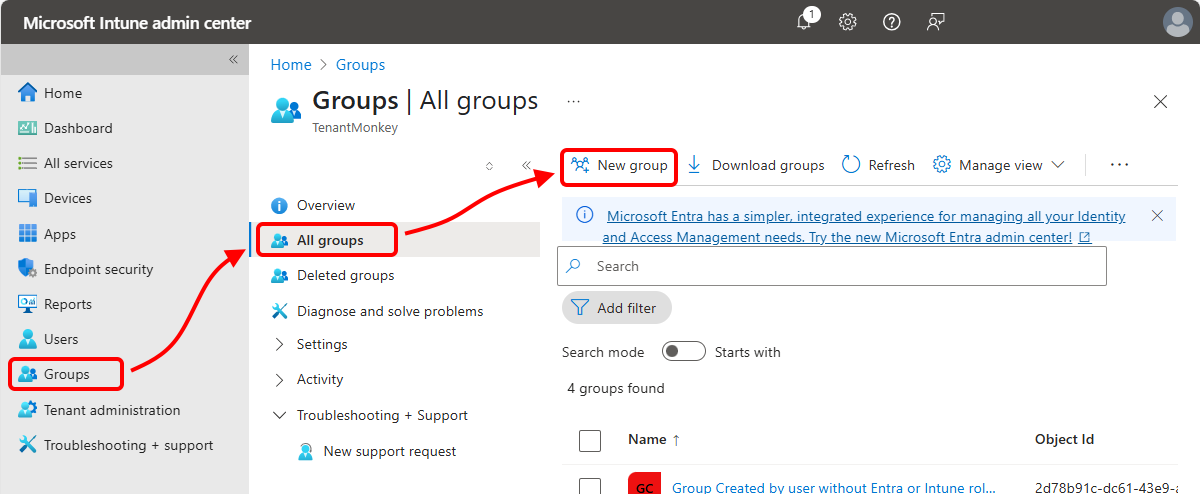 Microsoft Intune admin center
1
Home
Dashboard
All services
Devices
Apps
Endpoint security
Reports
Users
Groups
Tenant administration
Troubleshooting + support
Home > Groups
Groups | All groups ...
TenantMonkey
Overview
All groups
Deleted groups
Diagnose and solve problems
Settings
Activity
Troubleshooting + Support
New support request
New group Download groups Refresh Manage view ...
Microsoft Entra has a simpler, integrated experience for managing all your Identity
and Access Management needs. Try the new Microsoft Entra admin center!
Search
Add filter
Search mode Starts with
4 groups found
Name ↑ Object Id
GC Group Created by user without Entra or Intune rol... 2d78b91c-dc61-43e9-a